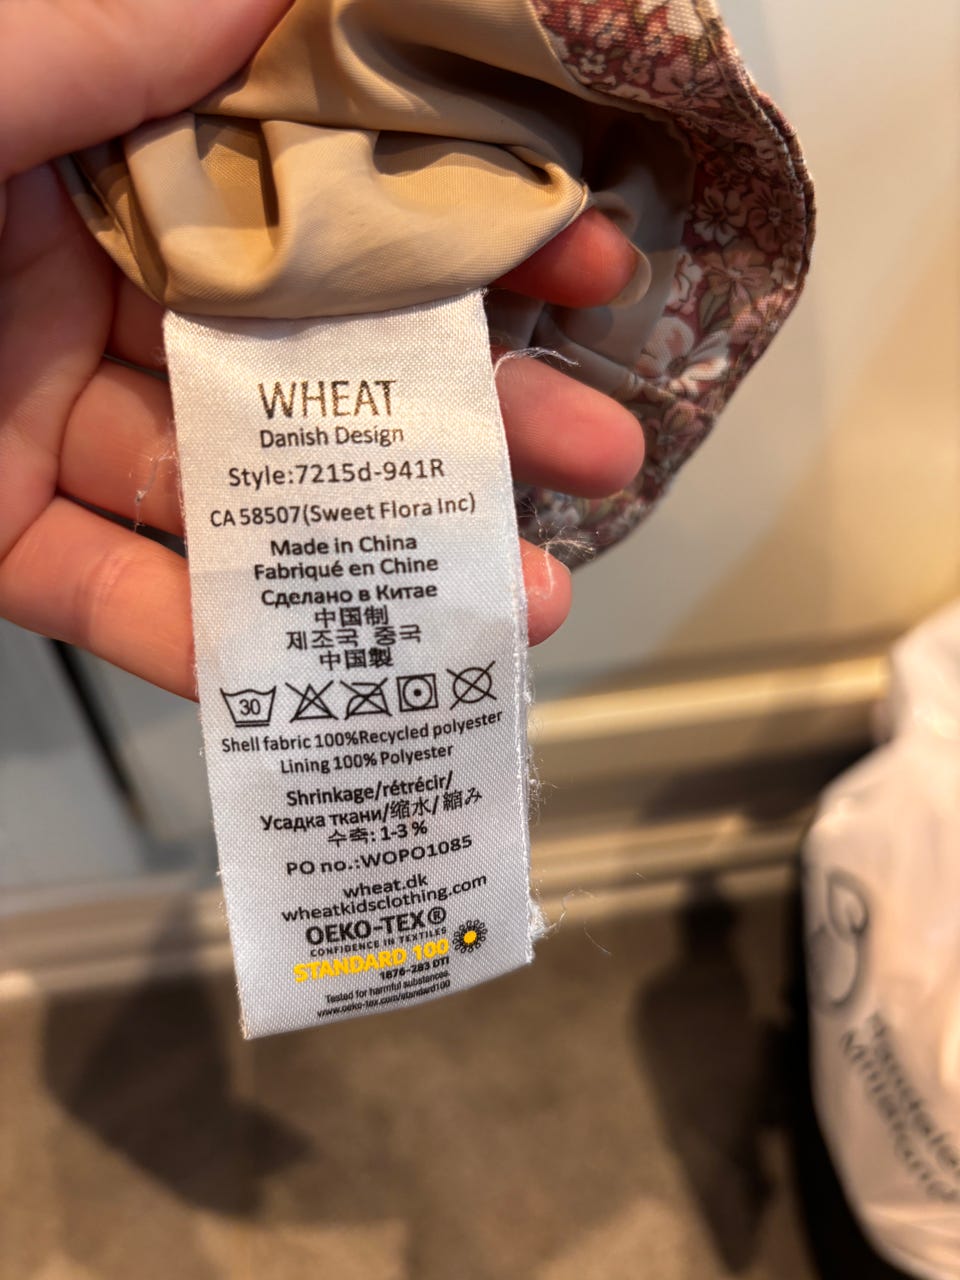 WHEAT
Danish Design
Style:7215d-941R
CA 58507(Sweet Flora Inc)
Made in China
Fabriqué en Chine
Сделано в Китае
中国制
제조국 중국
中国製
30
Shell fabric 100%Recycled polyester
Lining 100% Polyester
Shrinkage/rétrécir/
Усадка ткани/缩水/縮み
수축: 1-3 %
PO no.:WOPO1085
wheat.dk
wheatkidsclothing.com
OEKO-TEX®
CONFIDENCE IN TEXTILES
STANDARD 100
1876-283 DTI
Tested for harmful substances
www.oeko-tex.com/standard100